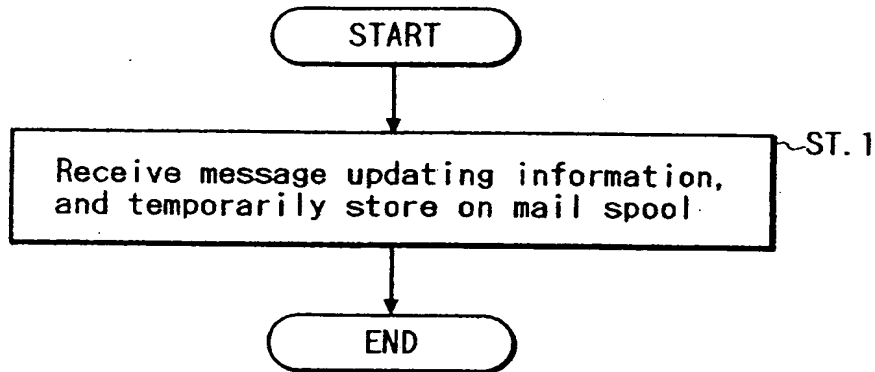 START
ST.1
Receive message updating information,
and temporarily store on mail spool
END